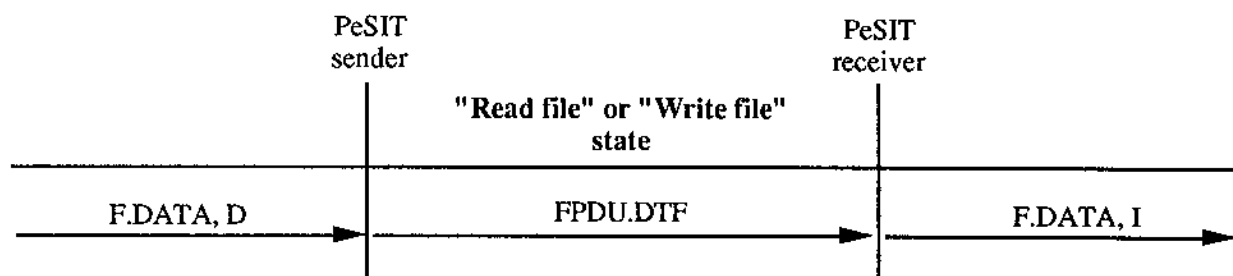 PeSIT
sender
PeSIT
receiver
"Read file" or "Write file"
state
F.DATA, D
FPDU.DTF
F.DATA, I